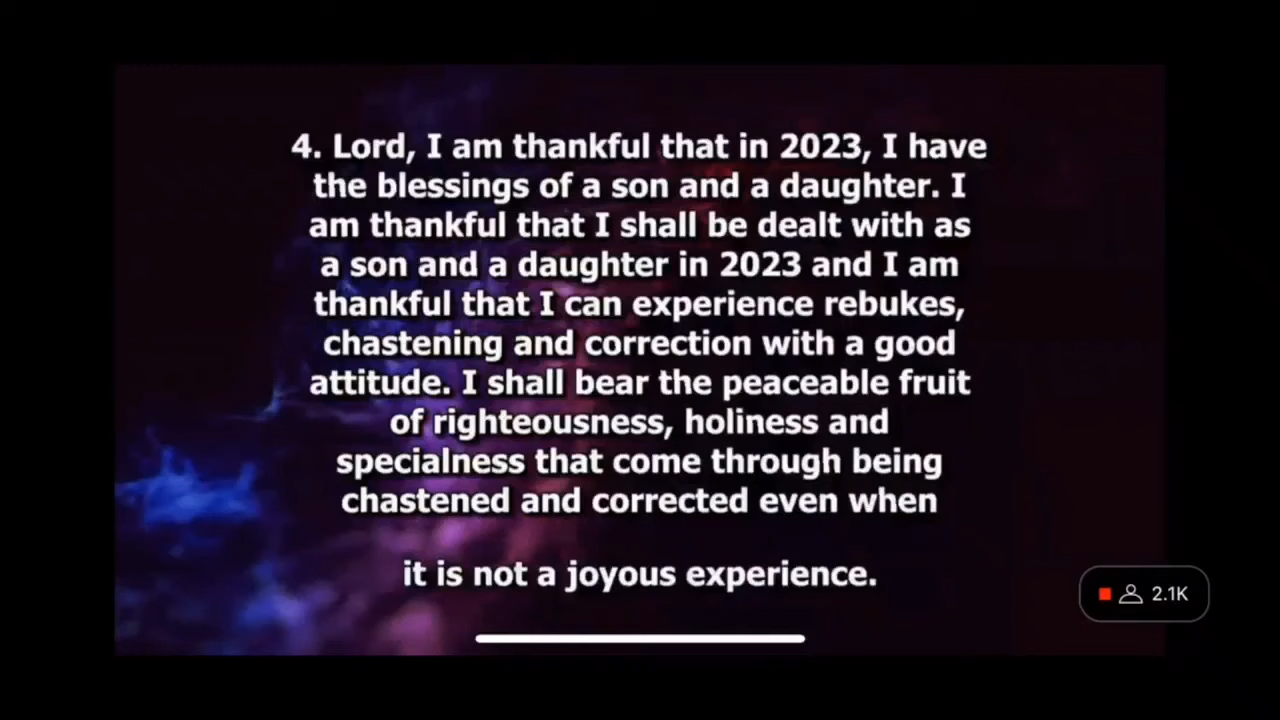 4. Lord, I am thankful that in 2023, I have
the blessings of a son and a daughter. I
am thankful that I shall be dealt with as
a son and a daughter in 2023 and I am
thankful that I can experience rebukes,
chastening and correction with a good
attitude. I shall bear the peaceable fruit
of righteousness, holiness and
specialness that come through being
chastened and corrected even when
it is not a joyous experience.
2.1K